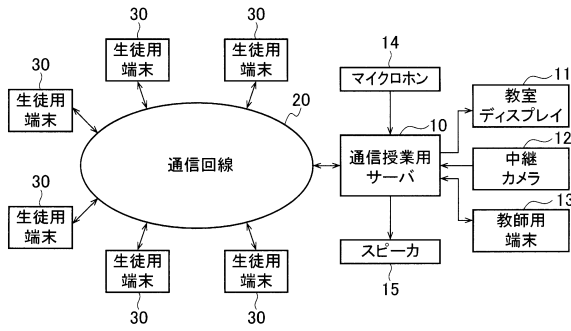 30
30
14
生徒用
端末
生徒用
端末
マイクロホン
11
30
生徒用
端末
教室
ディスプレイ
20
10
通信回線
通信授業用
サーバ
12
中継
カメラ
30
生徒用
端末
13
教師用
端末
生徒用
端末
生徒用
端末
スピーカ
30
30
15